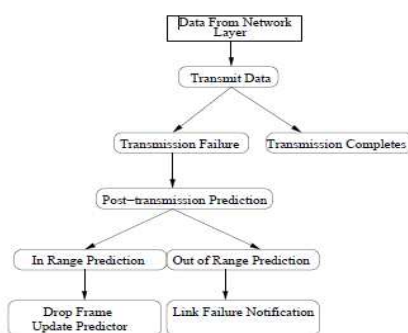 Data From Network
Layer
Transmit Data
Transmission Failure
Transmission Completes
Post-transmission Prediction
In Range Prediction
Out of Range Prediction
Drop Frame
Update Predictor
Link Failure Notification